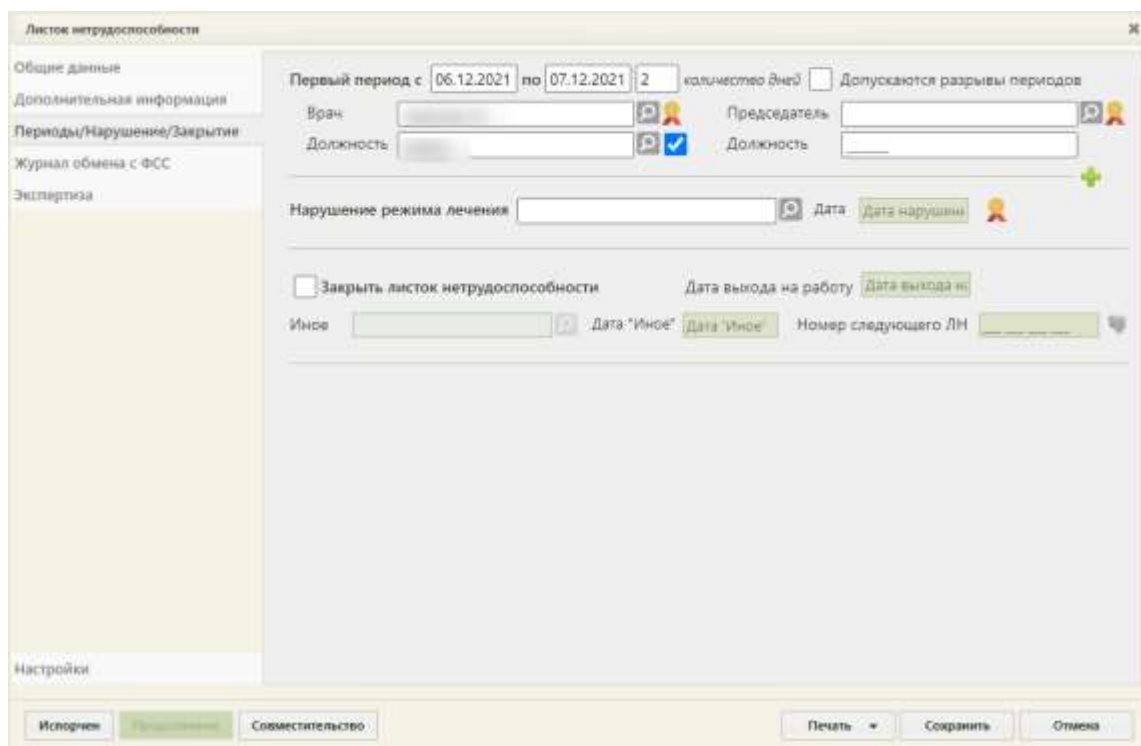 Листок нетрудоспособности
Общие данные
Дополнительная информация
Периоды/Нарушение/Закрытие
Журнал обмена с ФСС
Экспертиза
Настройки
Первый период с 06.12.2021 по 07.12.2021 2 количество дней Допускаются разрывы периодов
Врач Председатель
Должность Должность
Нарушение режима лечения Дата Дата нарушени
Закрыть листок нетрудоспособности Дата выхода на работу Дата выхода на
Иное Дата "Иное" Дата "Иное" Номер следующего ЛН
Испорчен Совместительство Печать Сохранить Отмена